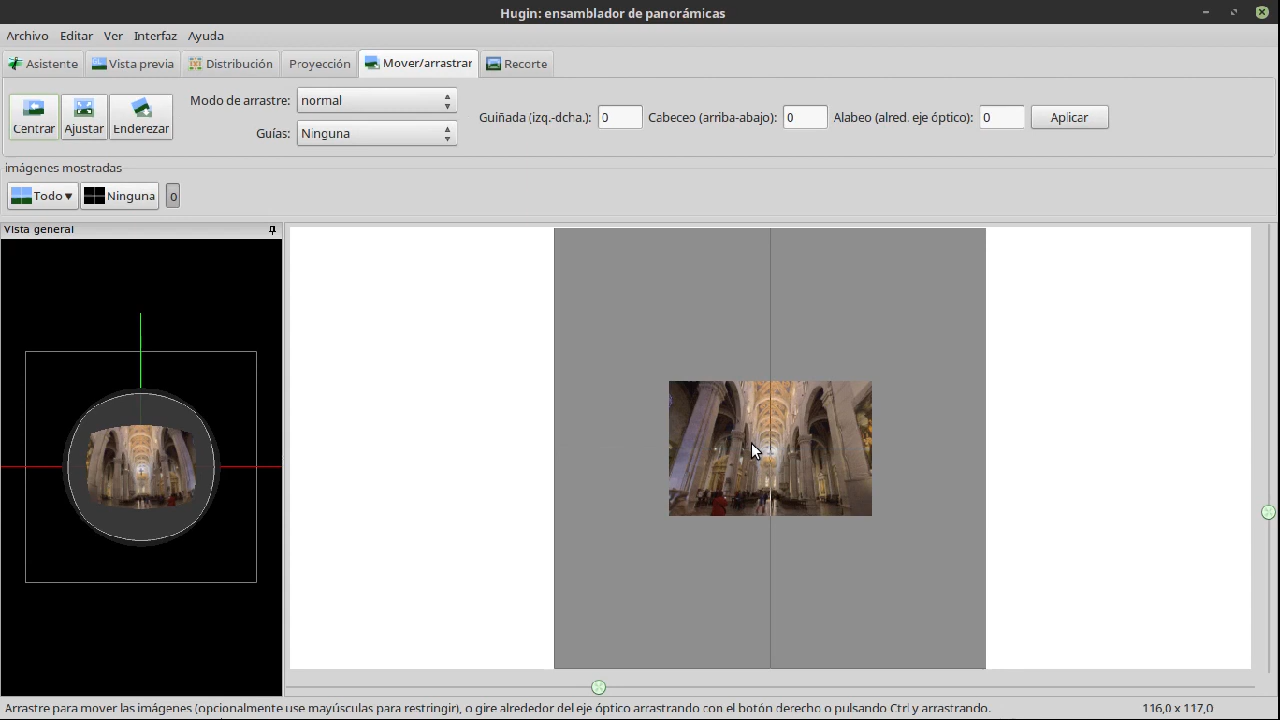 Hugin: ensamblador de panorámicas
Archivo Editar Ver Interfaz Ayuda
Asistente Vista previa Distribución Proyección Mover/arrastrar Recorte
Centrar Ajustar Enderezar
Modo de arrastre: normal
Guías: Ninguna
Guiñada (izq.-dcha.): 0 Cabeceo (arriba-abajo): 0 Alabeo (alred. eje óptico): 0 Aplicar
imágenes mostradas
Todo Ninguna 0
Vista general
Arrastre para mover las imágenes (opcionalmente use mayúsculas para restringir), o gire alrededor del eje óptico arrastrando con el botón derecho o pulsando Ctrl y arrastrando. 116,0 x 117,0